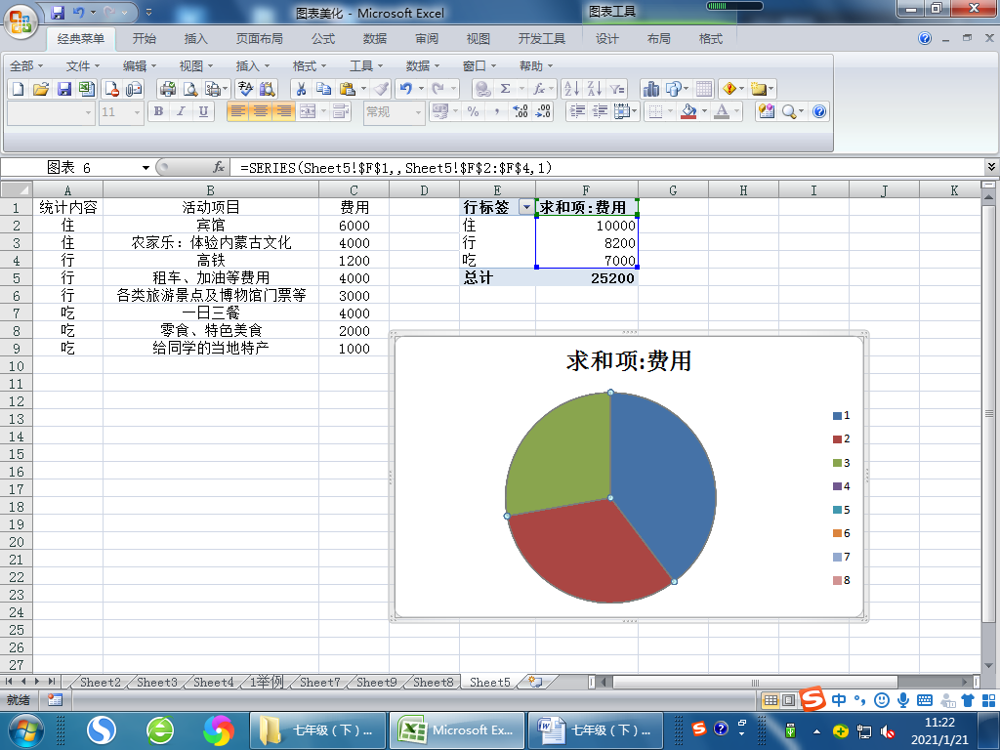 图表美化 - Microsoft Excel
图表工具
经典菜单 开始 插入 页面布局 公式 数据 审阅 视图 开发工具 设计 布局 格式
全部 文件 编辑 视图 插入 格式 工具 数据 窗口 帮助
11 B I U 常规 % ,
图表 6 fx =SERIES(Sheet5!$F$1,,Sheet5!$F$2:$F$4,1)
A B C D E F G H I J K
1 统计内容 活动项目 费用 行标签 求和项:费用
2 住 宾馆 6000 住 10000
3 住 农家乐：体验内蒙古文化 4000 行 8200
4 行 高铁 1200 吃 7000
5 行 租车、加油等费用 4000 总计 25200
6 行 各类旅游景点及博物馆门票等 3000
7 吃 一日三餐 4000
8 吃 零食、特色美食 2000
9 吃 给同学的当地特产 1000
10
11
12
13
14
15
16
17
18
19
20
21
22
23
24
25
26
27
求和项:费用
1
2
3
4
5
6
7
8
Sheet2 Sheet3 Sheet4 1举例 Sheet7 Sheet9 Sheet8 Sheet5
就绪
中
七年级（下）... Microsoft Ex... 七年级（下）...
11:22
2021/1/21